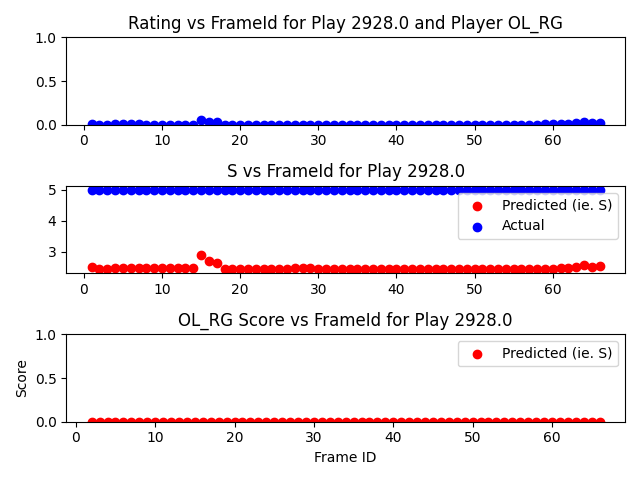 Rating vs FrameId for Play 2928.0 and Player OL_RG
1.0
0.5
0.0
0 10 20 30 40 50 60
S vs FrameId for Play 2928.0
5
4
3
Predicted (ie. S)
Actual
0 10 20 30 40 50 60
OL_RG Score vs FrameId for Play 2928.0
1.0
0.5
0.0
Score
Predicted (ie. S)
0 10 20 30 40 50 60
Frame ID